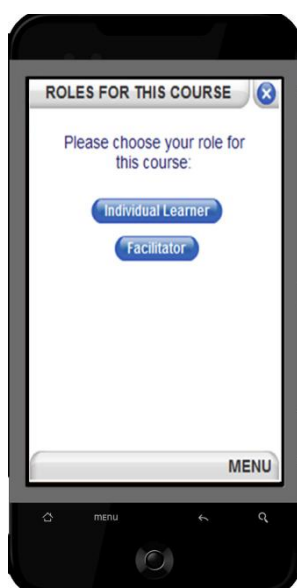 ROLES FOR THIS COURSE
Please choose your role for
this course:
Individual Learner
Facilitator
MENU
menu